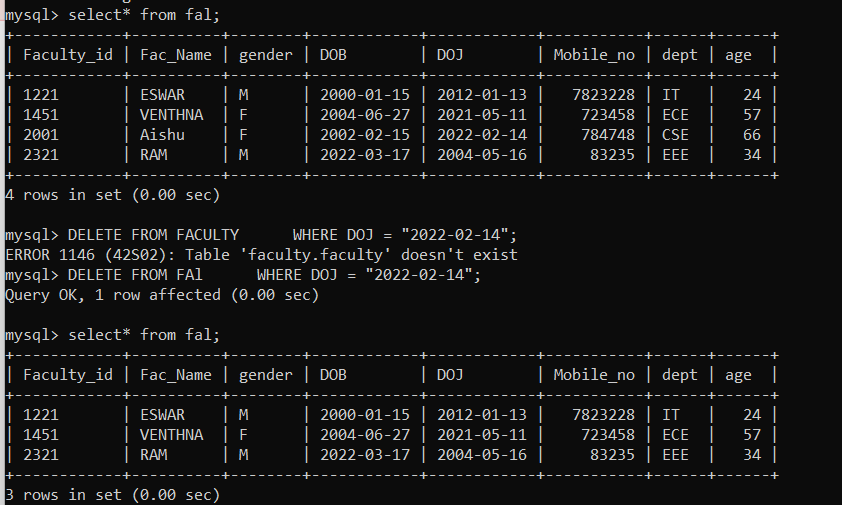 mysql> select* from fal;
+------------+----------+--------+------------+------------+-----------+------+------+
| Faculty_id | Fac_Name | gender | DOB        | DOJ        | Mobile_no | dept | age  |
+------------+----------+--------+------------+------------+-----------+------+------+
| 1221       | ESWAR    | M      | 2000-01-15 | 2012-01-13 |   7823228 | IT   |   24 |
| 1451       | VENTHNA  | F      | 2004-06-27 | 2021-05-11 |    723458 | ECE  |   57 |
| 2001       | Aishu    | F      | 2002-02-15 | 2022-02-14 |    784748 | CSE  |   66 |
| 2321       | RAM      | M      | 2022-03-17 | 2004-05-16 |     83235 | EEE  |   34 |
+------------+----------+--------+------------+------------+-----------+------+------+
4 rows in set (0.00 sec)
mysql> DELETE FROM FACULTY      WHERE DOJ = "2022-02-14";
ERROR 1146 (42S02): Table 'faculty.faculty' doesn't exist
mysql> DELETE FROM FAl      WHERE DOJ = "2022-02-14";
Query OK, 1 row affected (0.00 sec)
mysql> select* from fal;
+------------+----------+--------+------------+------------+-----------+------+------+
| Faculty_id | Fac_Name | gender | DOB        | DOJ        | Mobile_no | dept | age  |
+------------+----------+--------+------------+------------+-----------+------+------+
| 1221       | ESWAR    | M      | 2000-01-15 | 2012-01-13 |   7823228 | IT   |   24 |
| 1451       | VENTHNA  | F      | 2004-06-27 | 2021-05-11 |    723458 | ECE  |   57 |
| 2321       | RAM      | M      | 2022-03-17 | 2004-05-16 |     83235 | EEE  |   34 |
+------------+----------+--------+------------+------------+-----------+------+------+
3 rows in set (0.00 sec)